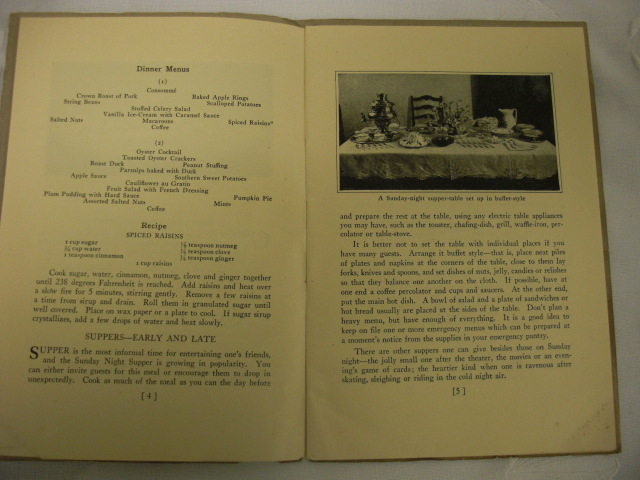 Dinner Menus
(1)
Consommé
Crown Roast of Pork Baked Apple Rings
String Beans Scalloped Potatoes
Stuffed Celery Salad
Vanilla Ice-Cream with Caramel Sauce
Salted Nuts Macaroons Spiced Raisins*
Coffee
(2)
Oyster Cocktail
Toasted Oyster Crackers
Roast Duck Peanut Stuffing
Parsnips baked with Duck
Apple Sauce Southern Sweet Potatoes
Cauliflower au Gratin
Fruit Salad with French Dressing
Plum Pudding with Hard Sauce Pumpkin Pie
Assorted Salted Nuts Mints
Coffee
Recipe
SPICED RAISINS
1 cup sugar teaspoon nutmeg
cup water teaspoon clove
1 teaspoon cinnamon teaspoon ginger
1 cup raisins
Cook sugar, water, cinnamon, nutmeg, clove and ginger together
until 238 degrees Fahrenheit is reached. Add raisins and heat over
a slow fire for 5 minutes, stirring gently. Remove a few raisins at
a time from sirup and drain. Roll them in granulated sugar until
well covered. Place on wax paper or a plate to cool. If sugar sirup
crystallizes, add a few drops of water and heat slowly.
SUPPERS—EARLY AND LATE
SUPPER is the most informal time for entertaining one's friends,
and the Sunday Night Supper is growing in popularity. You
can either invite guests for this meal or encourage them to drop in
unexpectedly. Cook as much of the meal as you can the day before
[4]
A Sunday-night supper-table set up in buffet-style
and prepare the rest at the table, using any electric table appliances
you may have, such as the toaster, chafing-dish, grill, waffle-iron, per-
colator or table-stove.
It is better not to set the table with individual places if you
have many guests. Arrange it buffet style—that is, place neat piles
of plates and napkins at the corners of the table, close to them lay
forks, knives and spoons, and set dishes of nuts, jelly, candies or relishes
so that they balance one another on the cloth. If possible, have at
one end a coffee percolator and cups and saucers. At the other end,
put the main hot dish. A bowl of salad and a plate of sandwiches or
hot bread usually are placed at the sides of the table. Don't plan a
heavy menu, but have enough of everything. It is a good idea to
keep on file one or more emergency menus which can be prepared at
a moment's notice from the supplies in your emergency pantry.
There are other suppers one can give besides those on Sunday
night—the jolly small one after the theater, the movies or an even-
ing's game of cards; the heartier kind when one is ravenous after
skating, sleighing or riding in the cold night air.
[5]